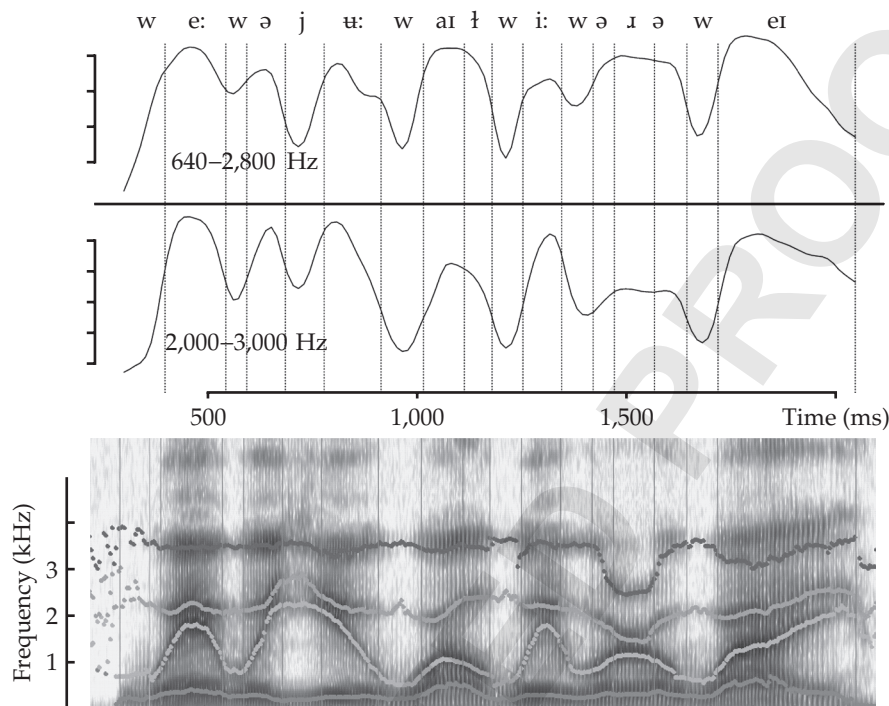 w e: w ə j ʉ: w aɪ ɫ w i: w ə ɹ ə w eɪ
640–2,800 Hz
2,000–3,000 Hz
500 1,000 1,500 Time (ms)
Frequency (kHz)
3
2
1
PROO